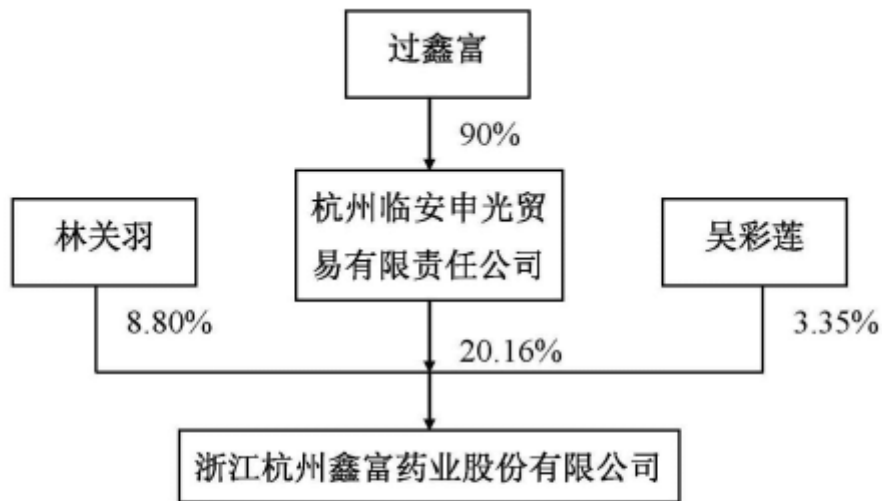 过鑫富
90%
杭州临安申光贸
易有限责任公司
林关羽
吴彩莲
8.80%
20.16%
3.35%
浙江杭州鑫富药业股份有限公司